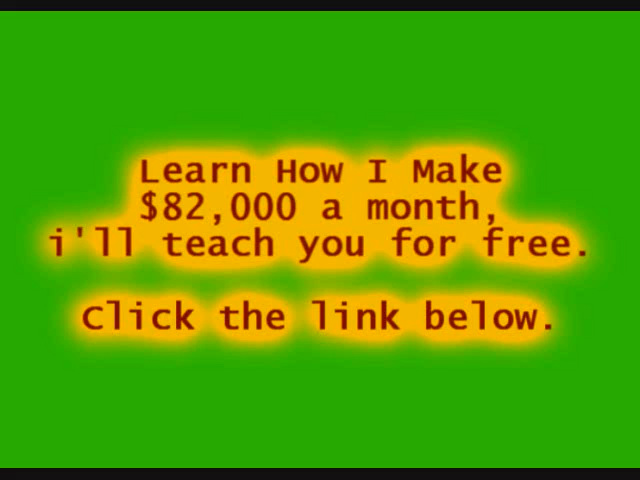 Learn How I Make
$82,000 a month,
i'll teach you for free.
Click the link below.